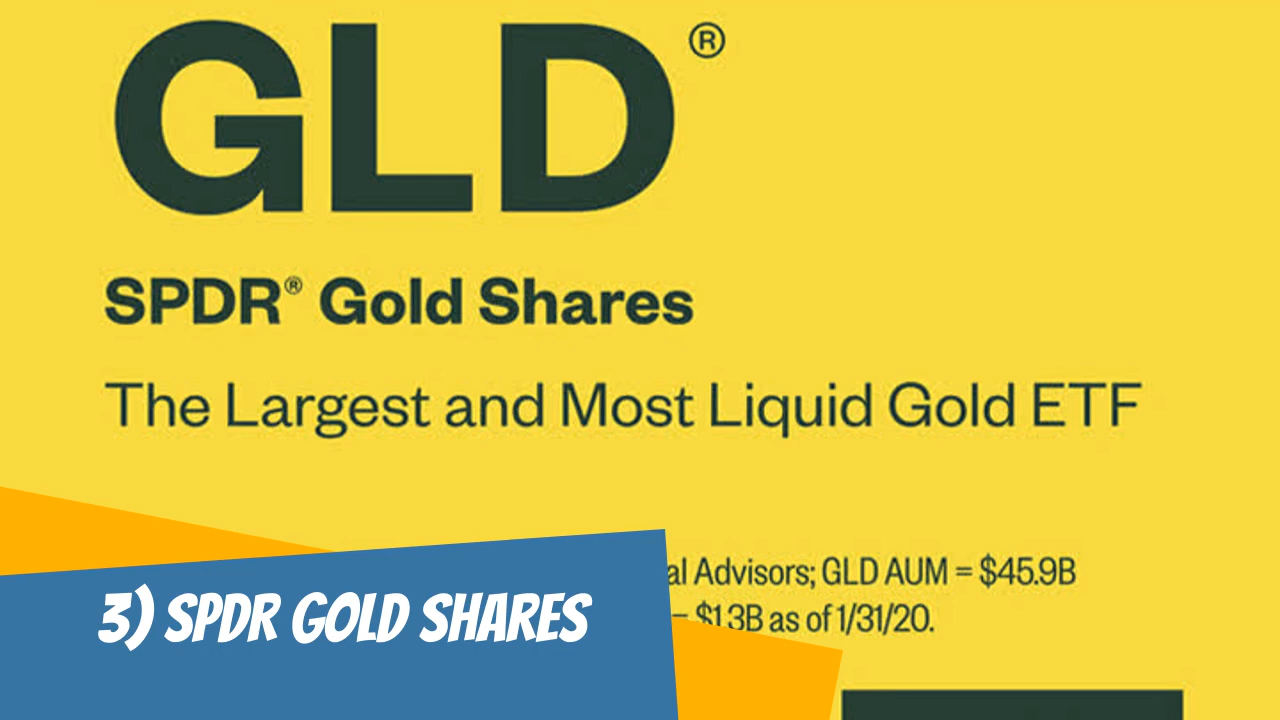 GLD®
SPDR® Gold Shares
The Largest and Most Liquid Gold ETF
al Advisors; GLD AUM = $45.9B
= $1.3B as of 1/31/20.
3) SPDR GOLD SHARES